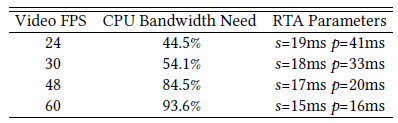 Video FPS CPU Bandwidth Need RTA Parameters
24 44.5% s=19ms p=41ms
30 54.1% s=18ms p=33ms
48 84.5% s=17ms p=20ms
60 93.6% s=15ms p=16ms